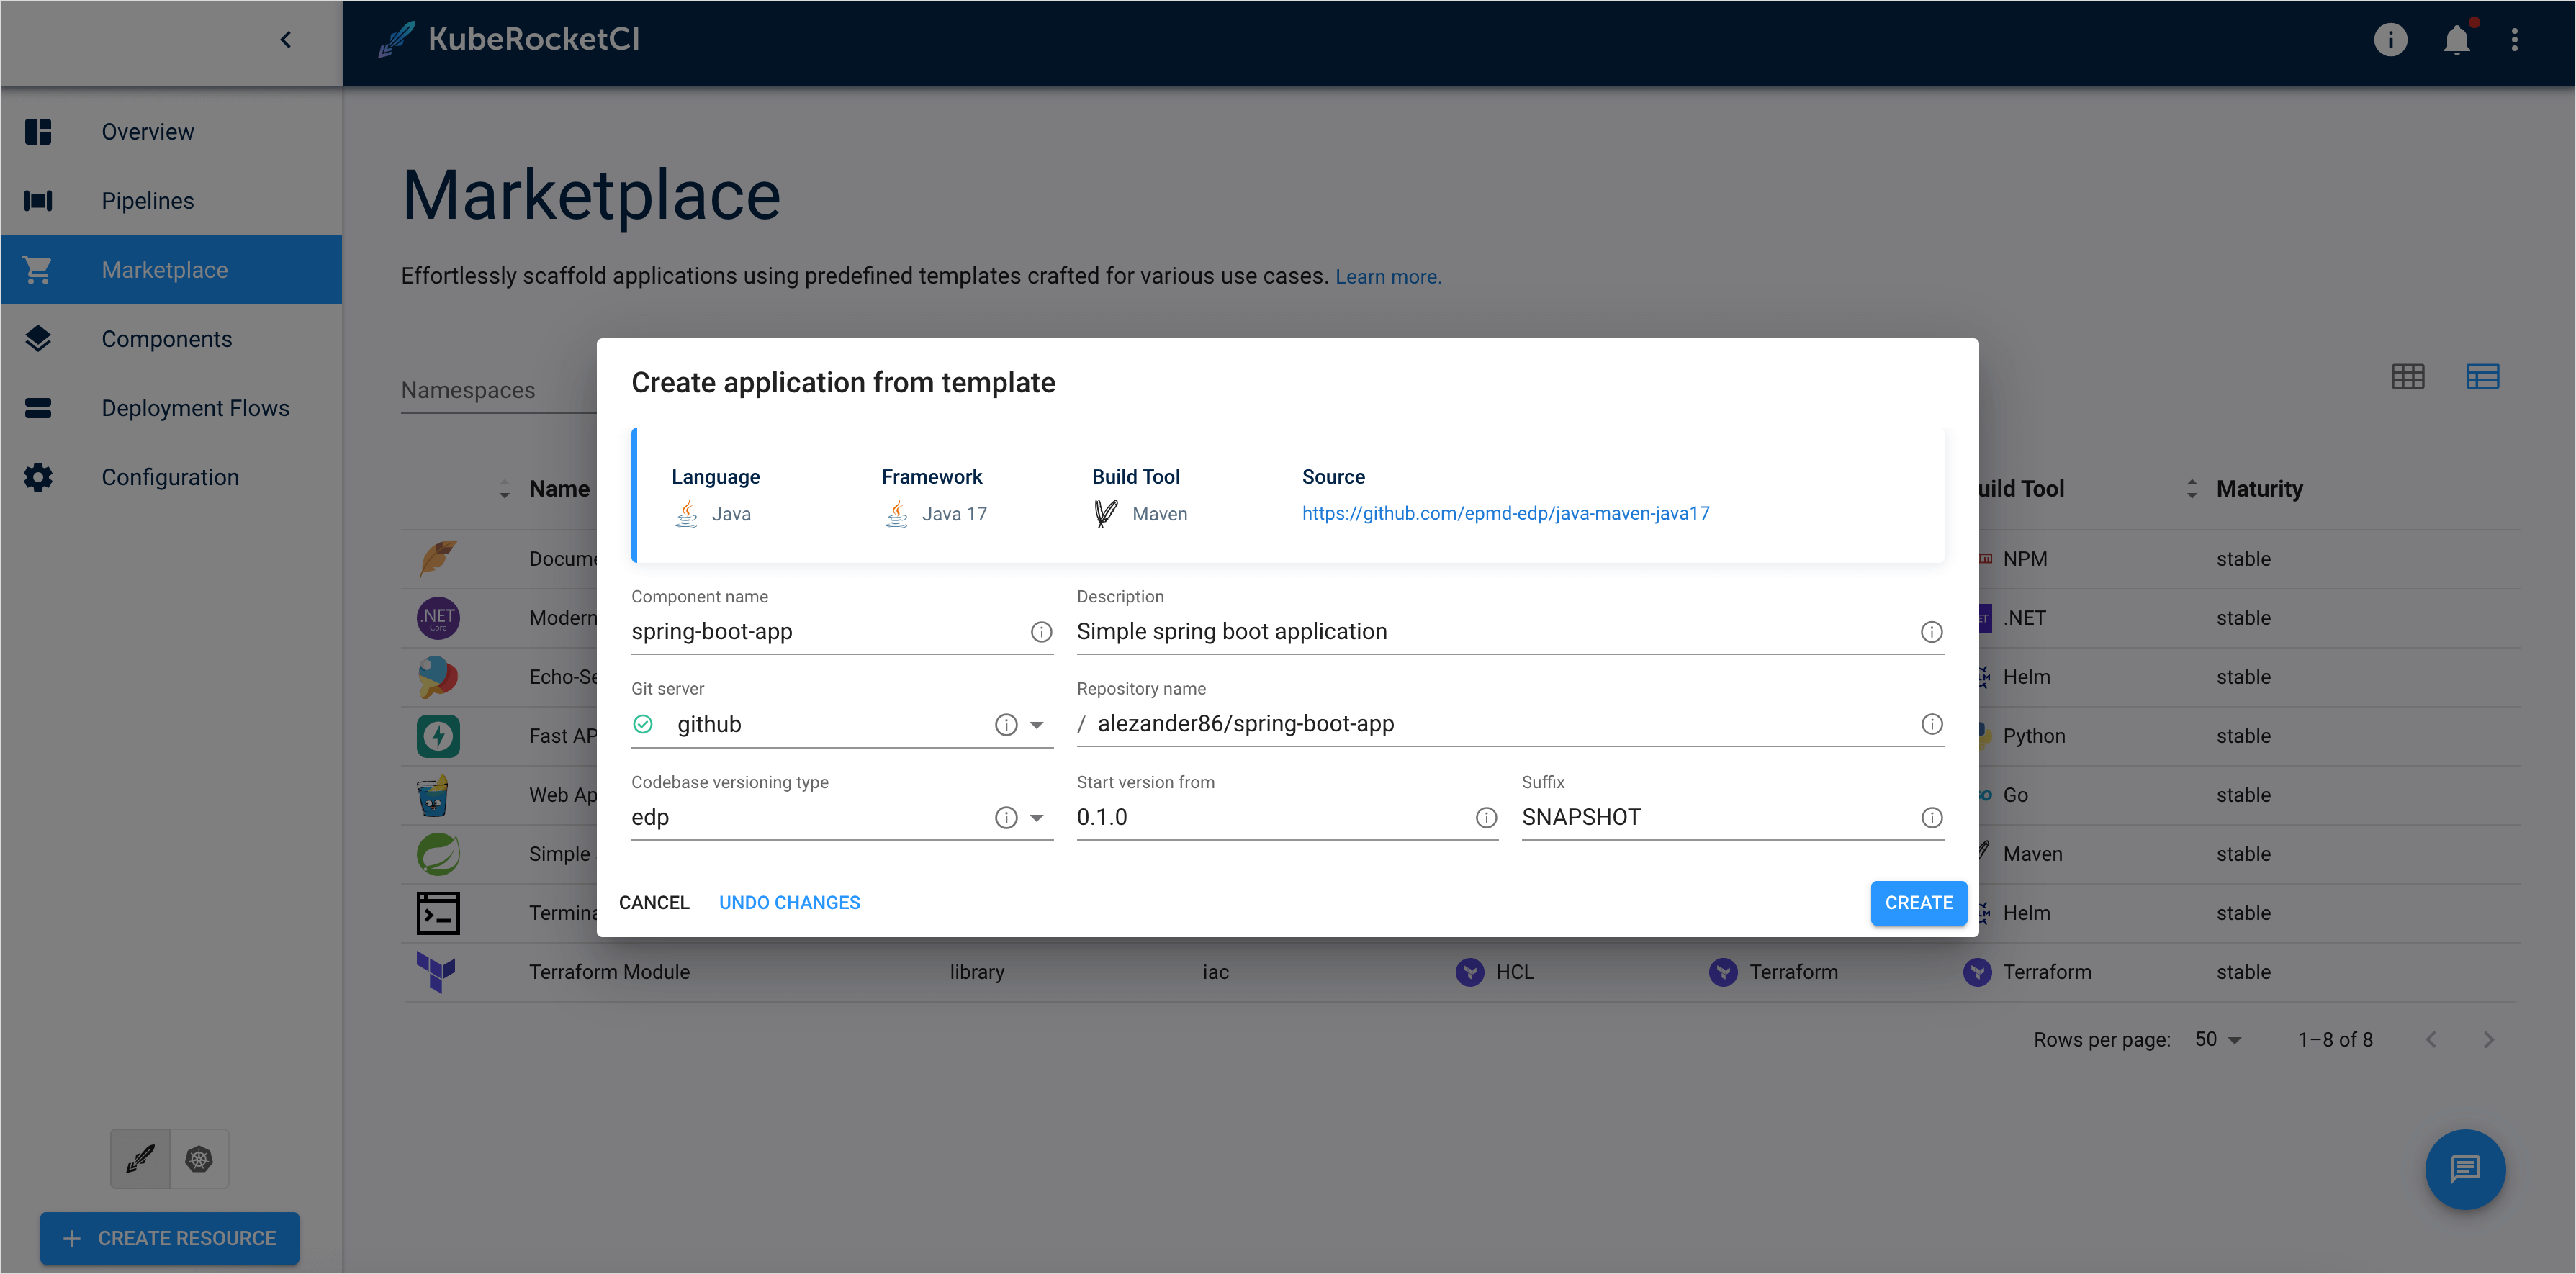 KubeRocketCI
Overview
Pipelines
Marketplace
Components
Deployment Flows
Configuration
CREATE RESOURCE
Marketplace
Effortlessly scaffold applications using predefined templates crafted for various use cases. Learn more.
Namespaces
Name uild Tool Maturity
Docume NPM stable
.NET Core Modern .NET stable
Echo-Se Helm stable
Fast AP Python stable
Web Ap Go stable
Simple Maven stable
Termina Helm stable
Terraform Module library iac HCL Terraform Terraform stable
Rows per page: 50 1–8 of 8
Create application from template
Language Framework Build Tool Source
Java Java 17 Maven https://github.com/epmd-edp/java-maven-java17
Component name Description
spring-boot-app Simple spring boot application
Git server Repository name
github / alezander86/spring-boot-app
Codebase versioning type Start version from Suffix
edp 0.1.0 SNAPSHOT
CANCEL UNDO CHANGES CREATE